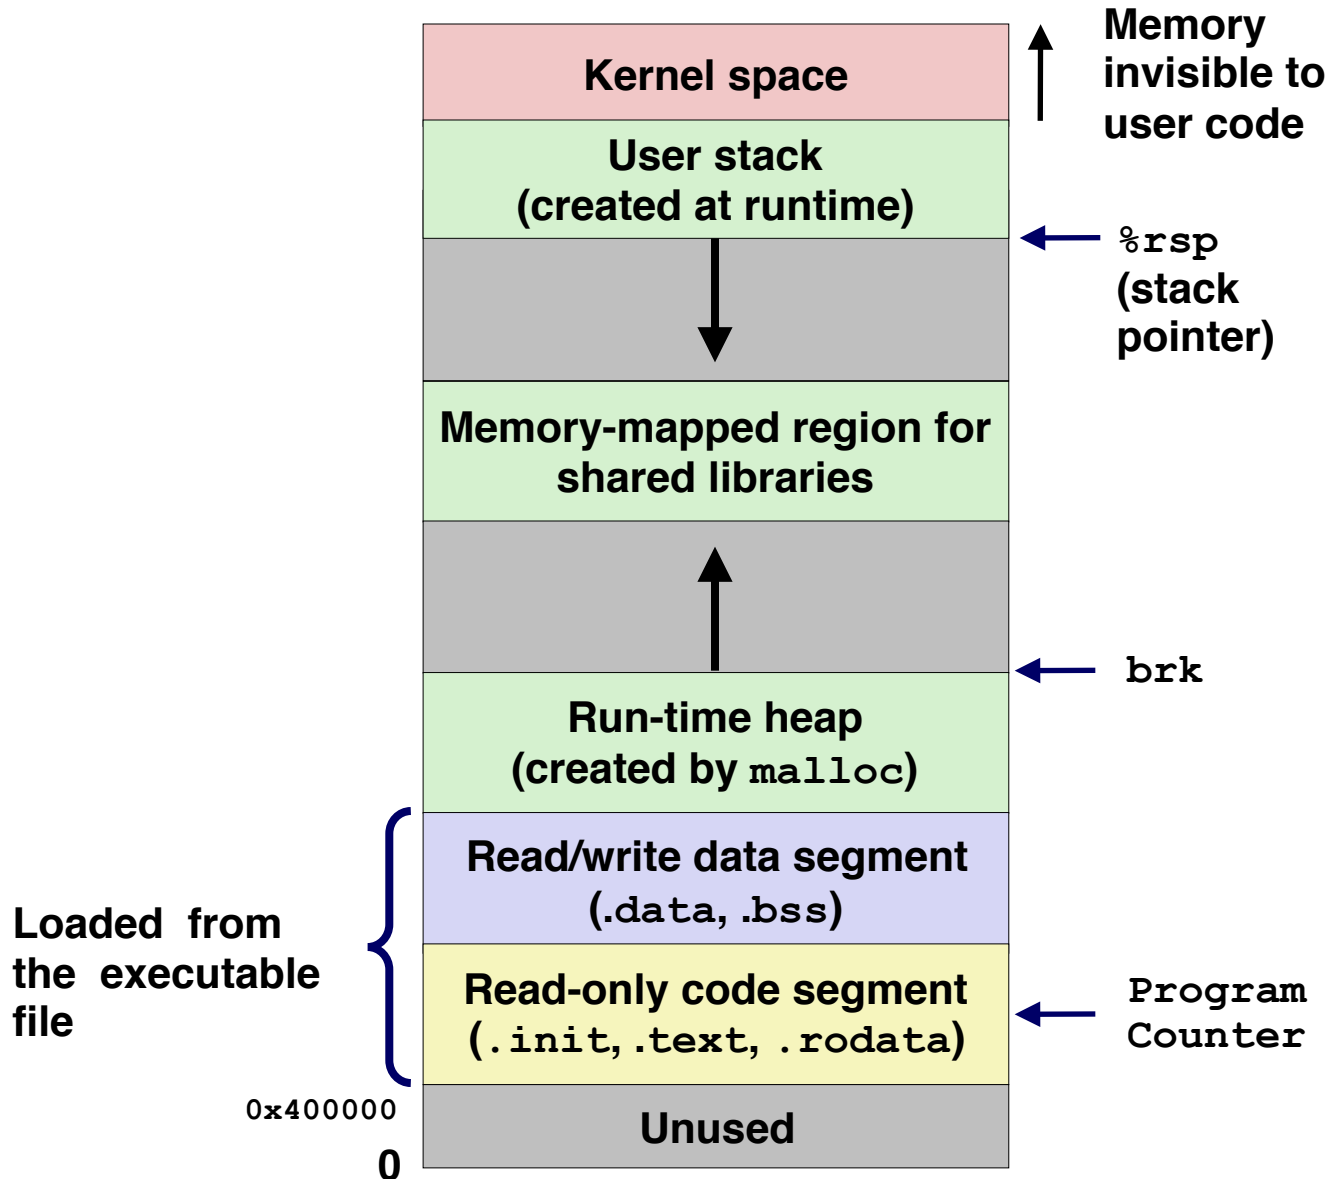 Kernel space
Memory
invisible to
user code
User stack
(created at runtime)
%rsp
(stack
pointer)
Memory-mapped region for
shared libraries
brk
Run-time heap
(created by malloc)
Read/write data segment
(.data, .bss)
Loaded from
the executable
file
Read-only code segment
(.init, .text, .rodata)
Program
Counter
0x400000
Unused
0